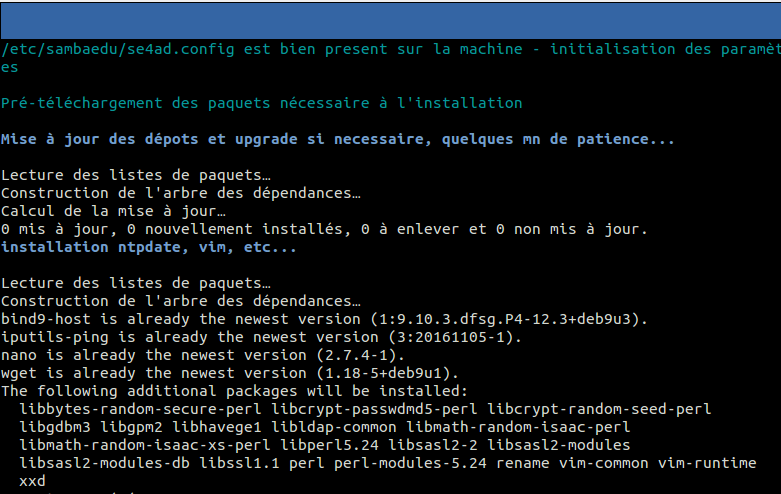 /etc/sambaedu/se4ad.config est bien present sur la machine - initialisation des paramèt
es
Pré-téléchargement des paquets nécessaire à l'installation
Mise à jour des dépots et upgrade si necessaire, quelques mn de patience...
Lecture des listes de paquets…
Construction de l'arbre des dépendances…
Calcul de la mise à jour…
0 mis à jour, 0 nouvellement installés, 0 à enlever et 0 non mis à jour.
installation ntpdate, vim, etc...
Lecture des listes de paquets…
Construction de l'arbre des dépendances…
bind9-host is already the newest version (1:9.10.3.dfsg.P4-12.3+deb9u3).
iputils-ping is already the newest version (3:20161105-1).
nano is already the newest version (2.7.4-1).
wget is already the newest version (1.18-5+deb9u1).
The following additional packages will be installed:
libbytes-random-secure-perl libcrypt-passwdmd5-perl libcrypt-random-seed-perl
libgdbm3 libgpm2 libhavege1 libldap-common libmath-random-isaac-perl
libmath-random-isaac-xs-perl libperl5.24 libsasl2-2 libsasl2-modules
libsasl2-modules-db libssl1.1 perl perl-modules-5.24 rename vim-common vim-runtime
xxd